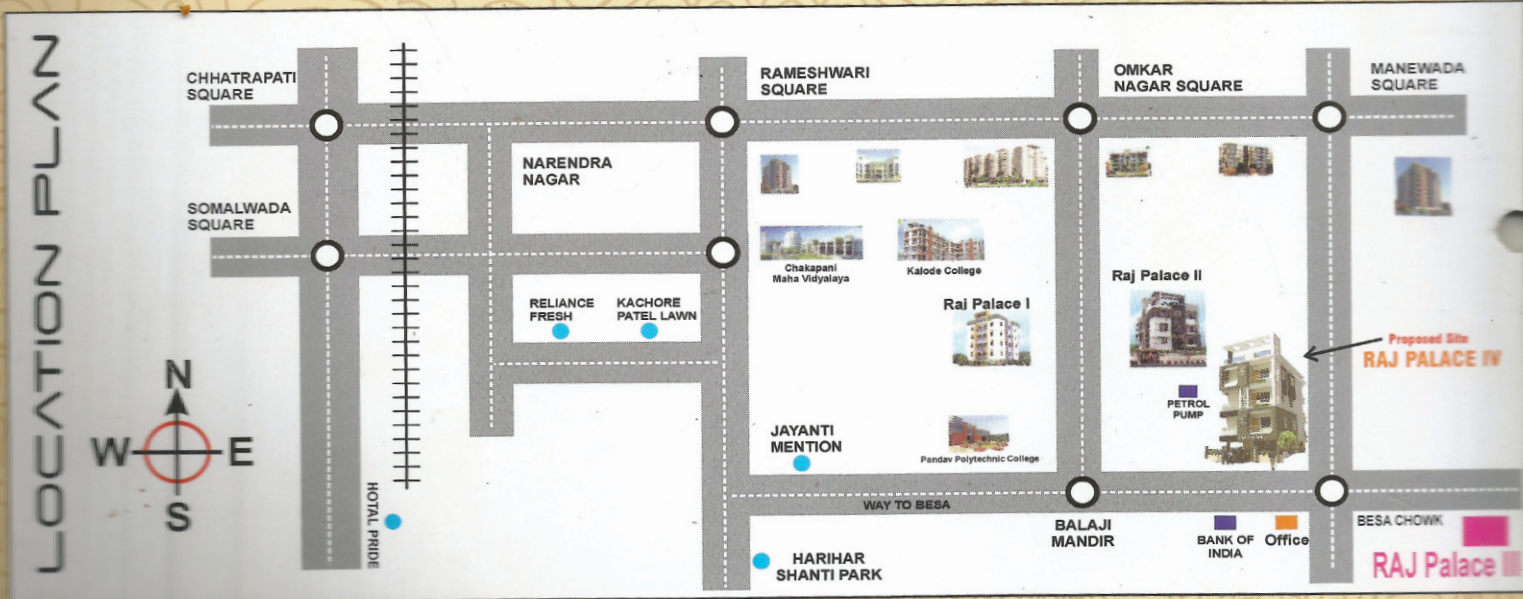 LOCATION PLAN
CHHATRAPATI
SQUARE
RAMESHWARI
SQUARE
OMKAR
NAGAR SQUARE
MANEWADA
SQUARE
NARENDRA
NAGAR
SOMALWADA
SQUARE
Chakapani
Maha Vidyalaya
Kalode College
RELIANCE
FRESH
KACHORE
PATEL LAWN
Raj Palace I
Raj Palace II
Proposed Site
RAJ PALACE IV
PETROL
PUMP
N
W
E
S
JAYANTI
MENTION
Pandav Polytechnic College
HOTAL PRIDE
WAY TO BESA
BALAJI
MANDIR
BANK OF
INDIA
Office
BESA CHOWK
HARIHAR
SHANTI PARK
RAJ Palace III